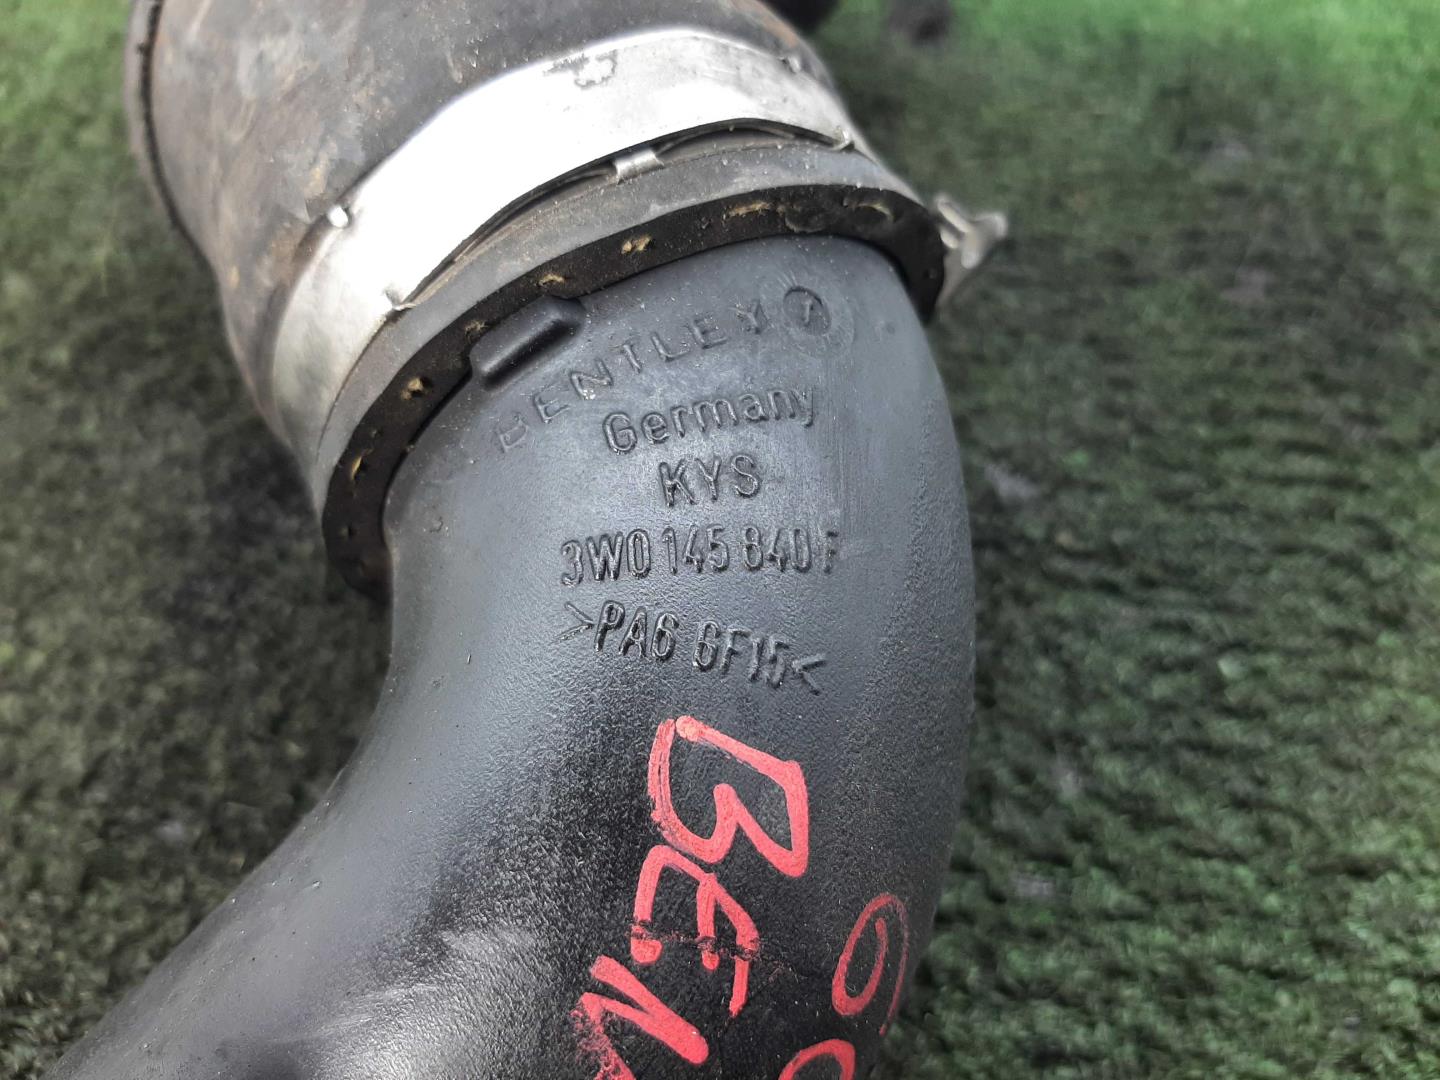 BENTLEY
Germany
KYS
3W0 145 840 F
>PA6 GF15<
BEN